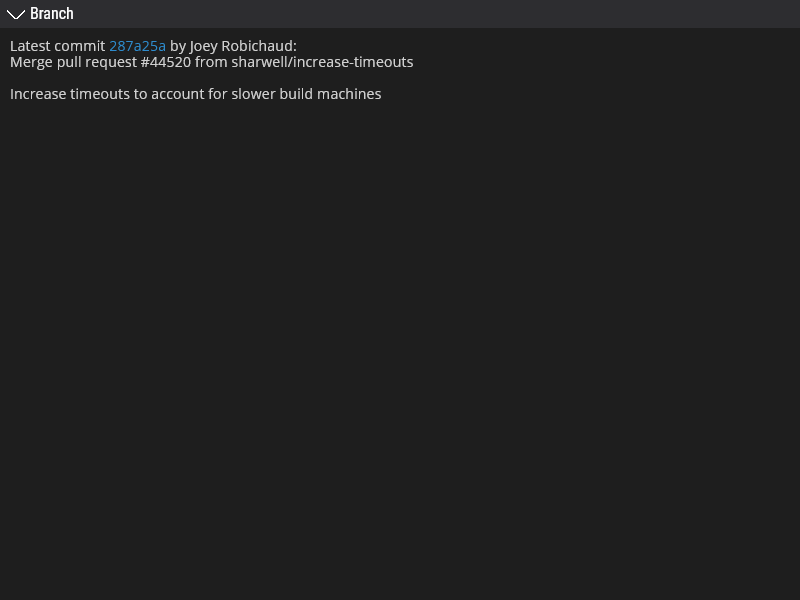 Branch
Latest commit 287a25a by Joey Robichaud:
Merge pull request #44520 from sharwell/increase-timeouts
Increase timeouts to account for slower build machines